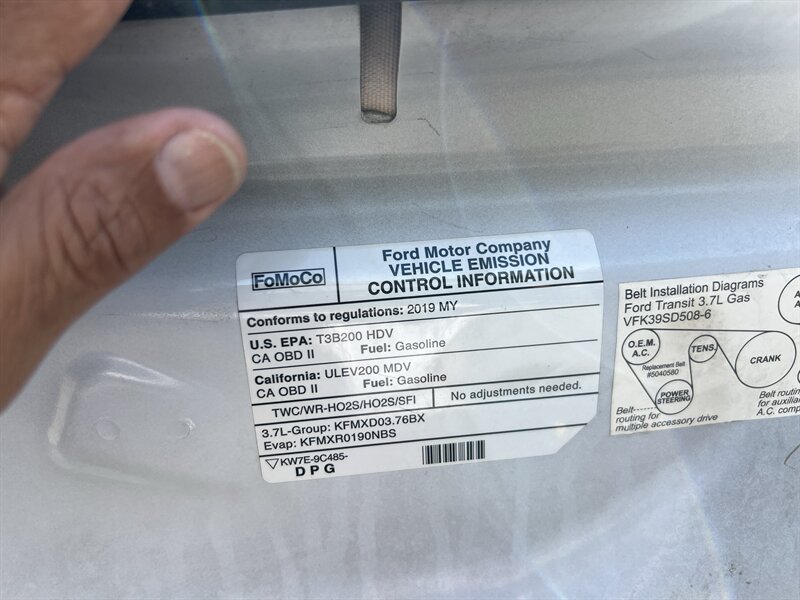 FoMoCo
Ford Motor Company
VEHICLE EMISSION
CONTROL INFORMATION
Conforms to regulations: 2019 MY
U.S. EPA: T3B200 HDV
CA OBD II Fuel: Gasoline
California: ULEV200 MDV
CA OBD II Fuel: Gasoline
TWC/WR-HO2S/HO2S/SFI No adjustments needed.
3.7L-Group: KFMXD03.76BX
Evap: KFMXR0190NBS
KW7E-9C485-
DPG
Belt Installation Diagrams
Ford Transit 3.7L Gas
VFK39SD508-6
O.E.M.
A.C.
TENS.
CRANK
Replacement Belt
#5040580
POWER
STEERING
Belt
routing for
multiple accessory drive
Belt
for auxilia
A.C. comp